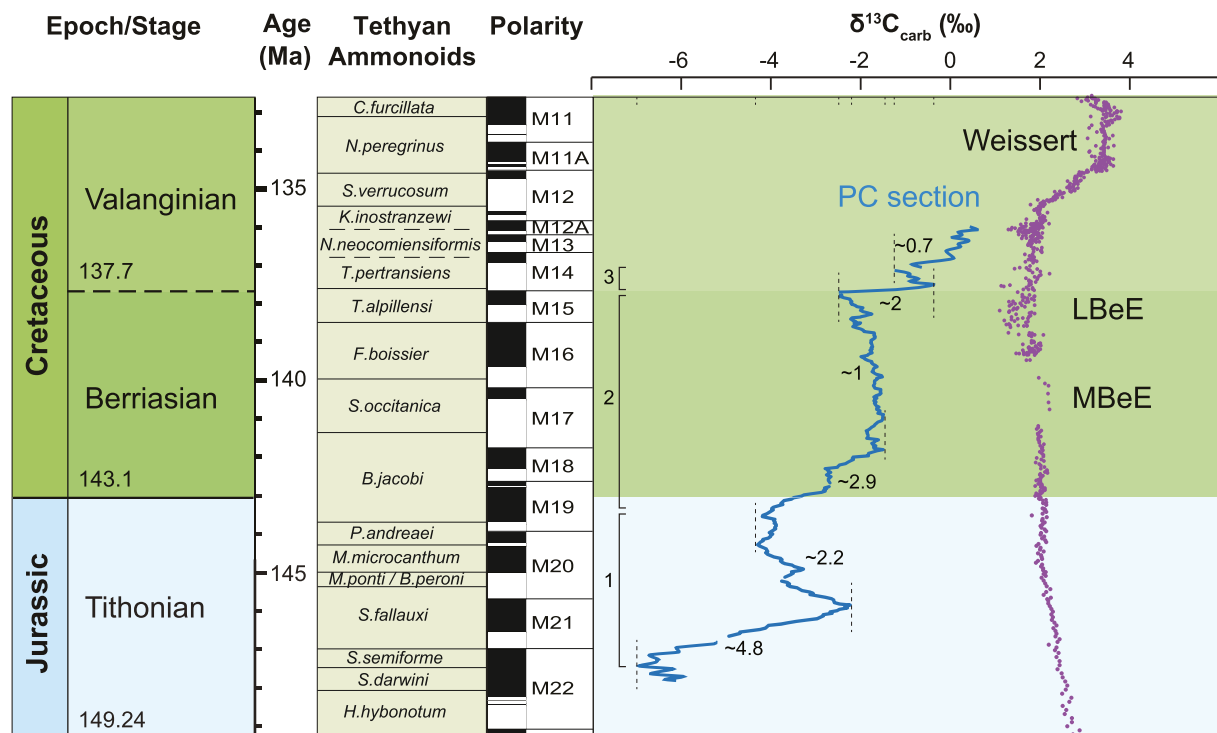 Epoch/Stage
Age
(Ma)
Tethyan
Ammonoids
Polarity
δ¹³C_carb (‰)
-6 -4 -2 0 2 4
Cretaceous
Valanginian
137.7
Berriasian
143.1
Jurassic
Tithonian
149.24
135
140
145
C.furcillata
N.peregrinus
S.verrucosum
K.inostranzewi
N.neocomiensiformis
T.pertransiens
T.alpillensi
F.boissier
S.occitanica
B.jacobi
P.andreaei
M.microcanthum
M.ponti / B.peroni
S.fallauxi
S.semiforme
S.darwini
H.hybonotum
M11
M11A
M12
M12A
M13
M14
M15
M16
M17
M18
M19
M20
M21
M22
3
2
1
Weissert
PC section
~0.7
~2
LBeE
~1
MBeE
~2.9
~2.2
~4.8